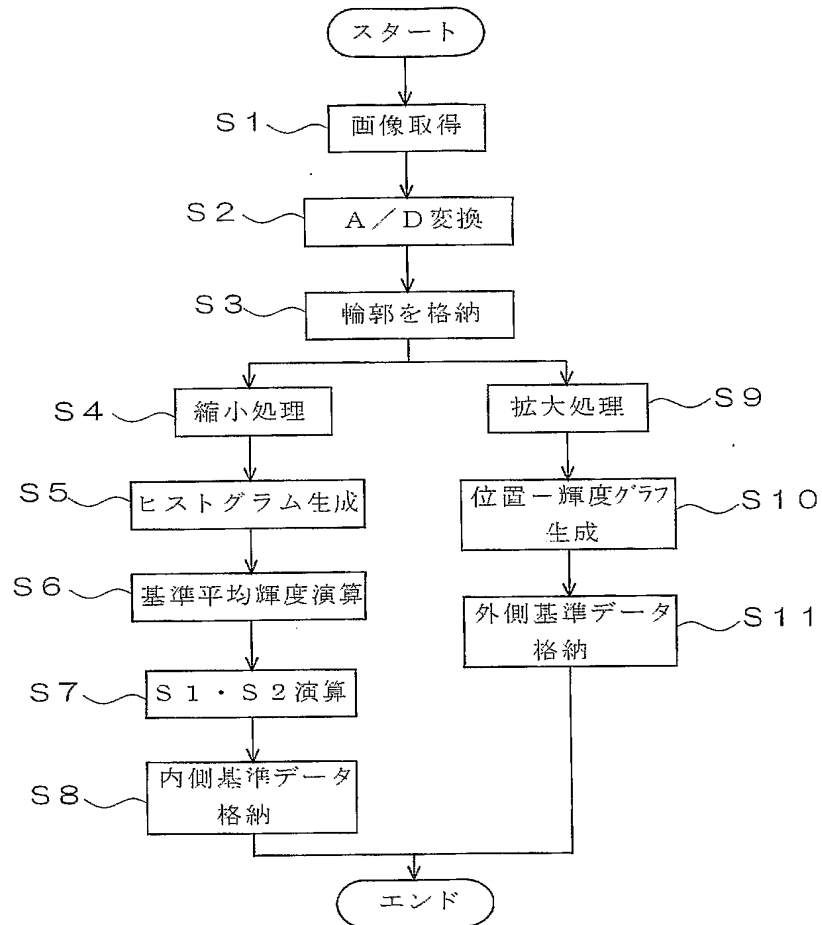 スタート
S1
画像取得
S2
A／D変換
S3
輪郭を格納
S4
縮小処理
S5
ヒストグラム生成
S6
基準平均輝度演算
S7
S1・S2演算
S8
内側基準データ
格納
拡大処理
S9
位置－輝度グラフ
生成
S10
外側基準データ
格納
S11
エンド